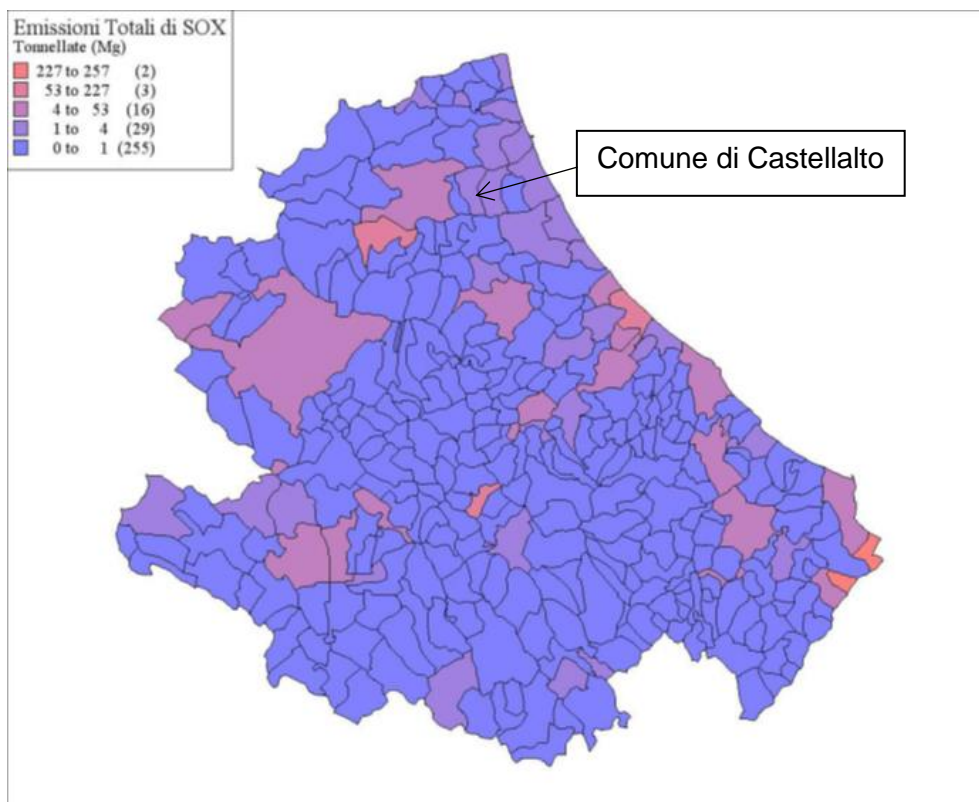 Emissioni Totali di SOX
Tonnellate (Mg)
227 to 257 (2)
53 to 227 (3)
4 to 53 (16)
1 to 4 (29)
0 to 1 (255)
Comune di Castellalto